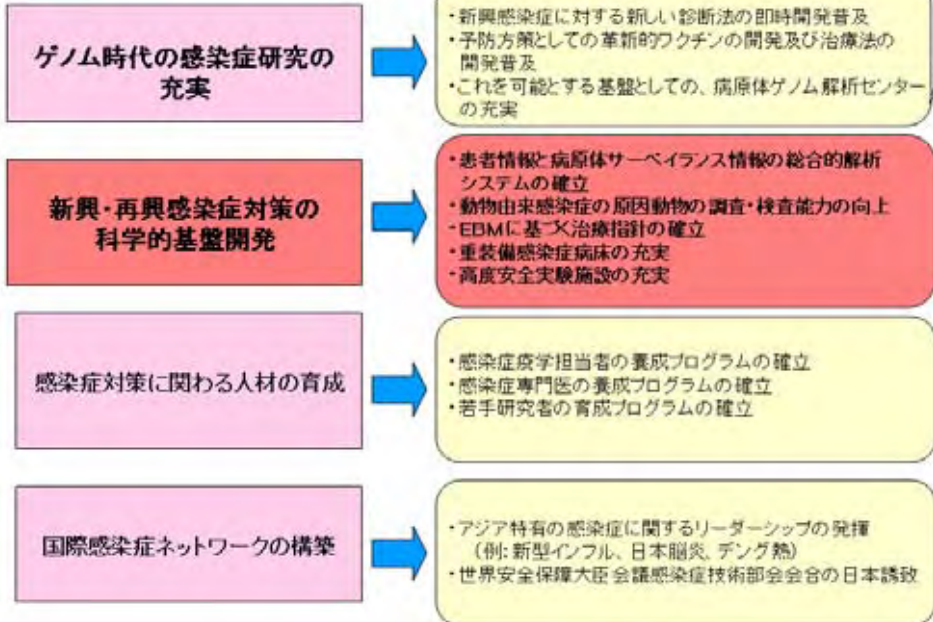 ゲノム時代の感染症研究の
充実
・新興感染症に対する新しい診断法の即時開発普及
・予防方策としての革新的ワクチンの開発及び治療法の
開発普及
・これを可能とする基盤としての、病原体ゲノム解析センター
の充実
新興・再興感染症対策の
科学的基盤開発
・患者情報と病原体サーベイランス情報の総合的解析
システムの確立
・動物由来感染症の原因動物の調査・検査能力の向上
・EBMに基づく治療指針の確立
・重装備感染症病床の充実
・高度安全実験施設の充実
感染症対策に関わる人材の育成
・感染症疫学担当者の養成プログラムの確立
・感染症専門医の養成プログラムの確立
・若手研究者の育成プログラムの確立
国際感染症ネットワークの構築
・アジア特有の感染症に関するリーダーシップの発揮
（例：新型インフル、日本脳炎、デング熱）
・世界安全保障大臣会議感染症技術部会会合の日本誘致